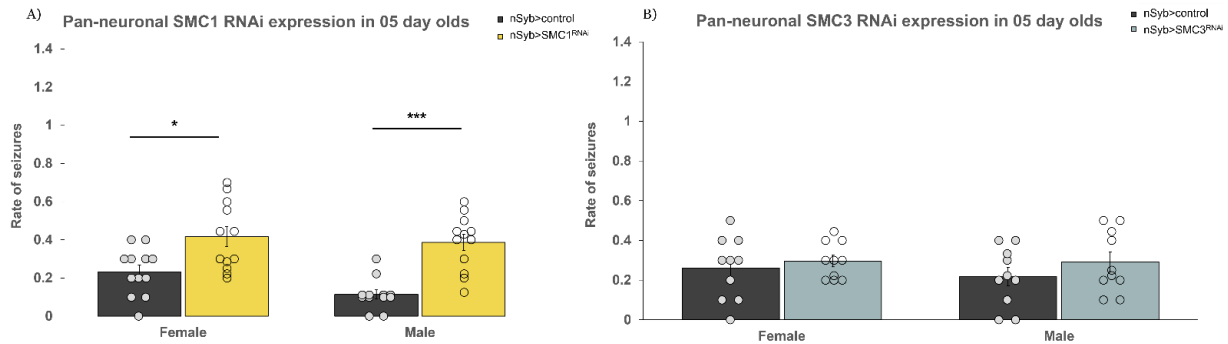 A)
Pan-neuronal SMC1 RNAi expression in 05 day olds
nSyb>control
nSyb>SMC1RNAi
Rate of seizures
1.4
1.2
1
0.8
0.6
0.4
0.2
0
*
***
Female
Male
B)
Pan-neuronal SMC3 RNAi expression in 05 day olds
nSyb>control
nSyb>SMC3RNAi
Rate of seizures
1.4
1.2
1
0.8
0.6
0.4
0.2
0
Female
Male